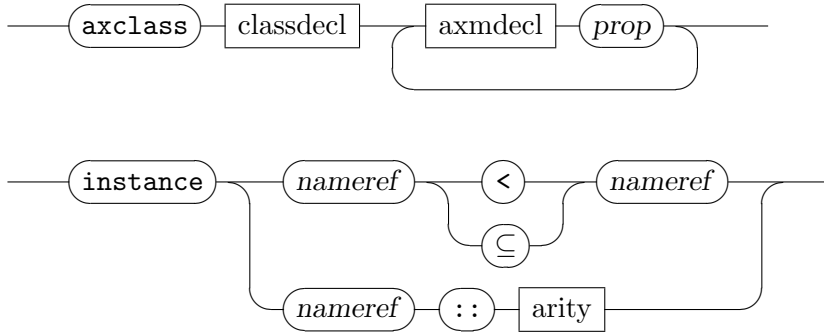 axclass classdecl axmdecl prop
instance nameref < nameref
⊆
nameref :: arity